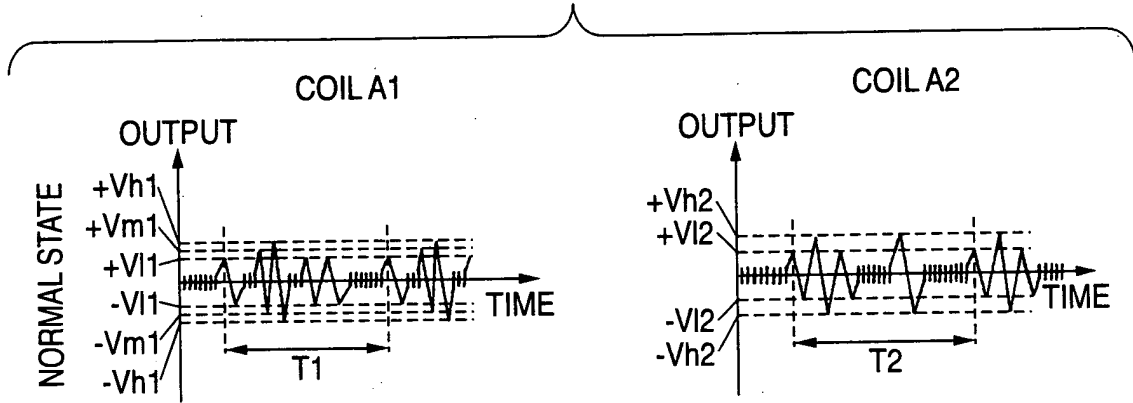 COIL A1
OUTPUT
+Vh1
+Vm1
+Vl1
-Vl1
-Vm1
-Vh1
NORMAL STATE
TIME
T1
COIL A2
OUTPUT
+Vh2
+Vl2
-Vl2
-Vh2
TIME
T2